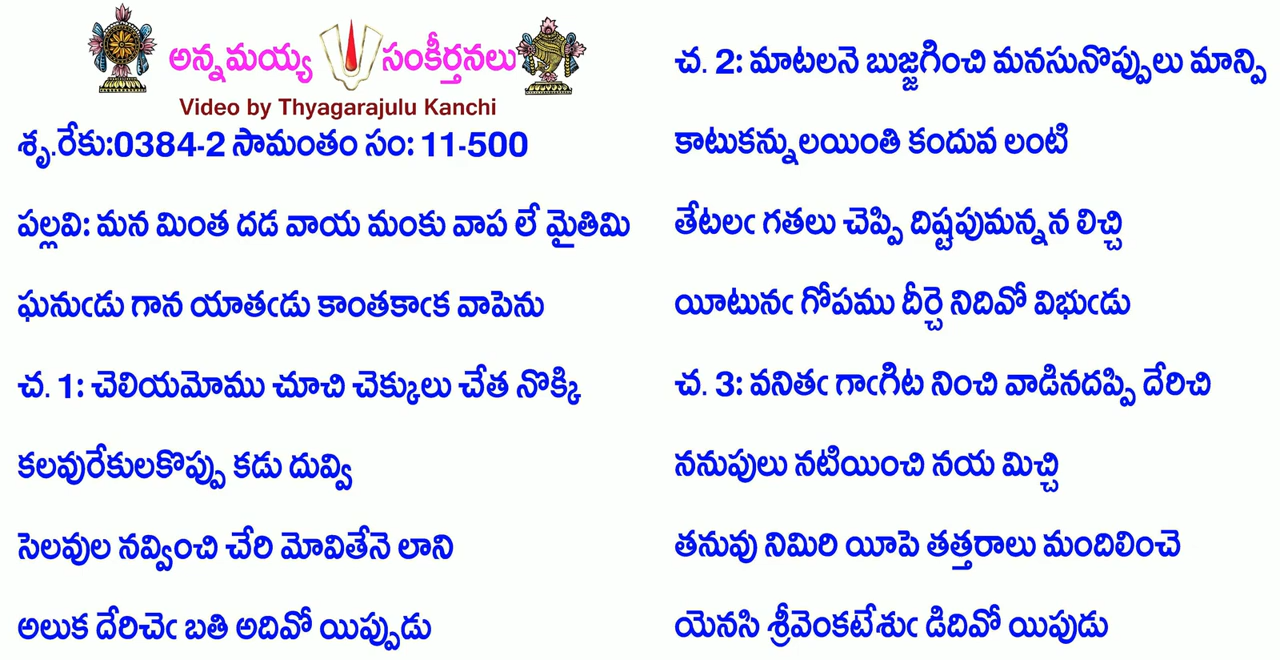 అన్నమయ్య సంకీర్తనలు
Video by Thyagarajulu Kanchi
శృ.రేకు:0384-2 సామంతం సం: 11-500
పల్లవి: మన మింత దడ వాయ మంకు వాప లే మైతిమి
ఘనుఁడు గాన యాతఁడు కాంతకాఁక వాపెను
చ. 1: చెలియమోము చూచి చెక్కులు చేత నొక్కి
కలవురేకులకొప్పు కడు దువ్వి
సెలవుల నవ్వించి చేరి మోవితేనె లాని
అలుక దేరిచెఁ బతి అదివో యిప్పుడు
చ. 2: మాటలనె బుజ్జగించి మనసునొప్పులు మాన్పి
కాటుకన్నులయింతి కందువ లంటి
తేటలఁ గతలు చెప్పి దిష్టపుమన్నన లిచ్చి
యీటునఁ గోపము దీర్చె నిదివో విభుఁడు
చ. 3: వనితఁ గాఁగిట నించి వాడినదప్పి దేరిచి
ననుపులు నటియించి నయ మిచ్చి
తనువు నిమిరి యీపె తత్తరాలు మందిలించె
యెనసి శ్రీవెంకటేశుఁ డిదివో యిపుడు